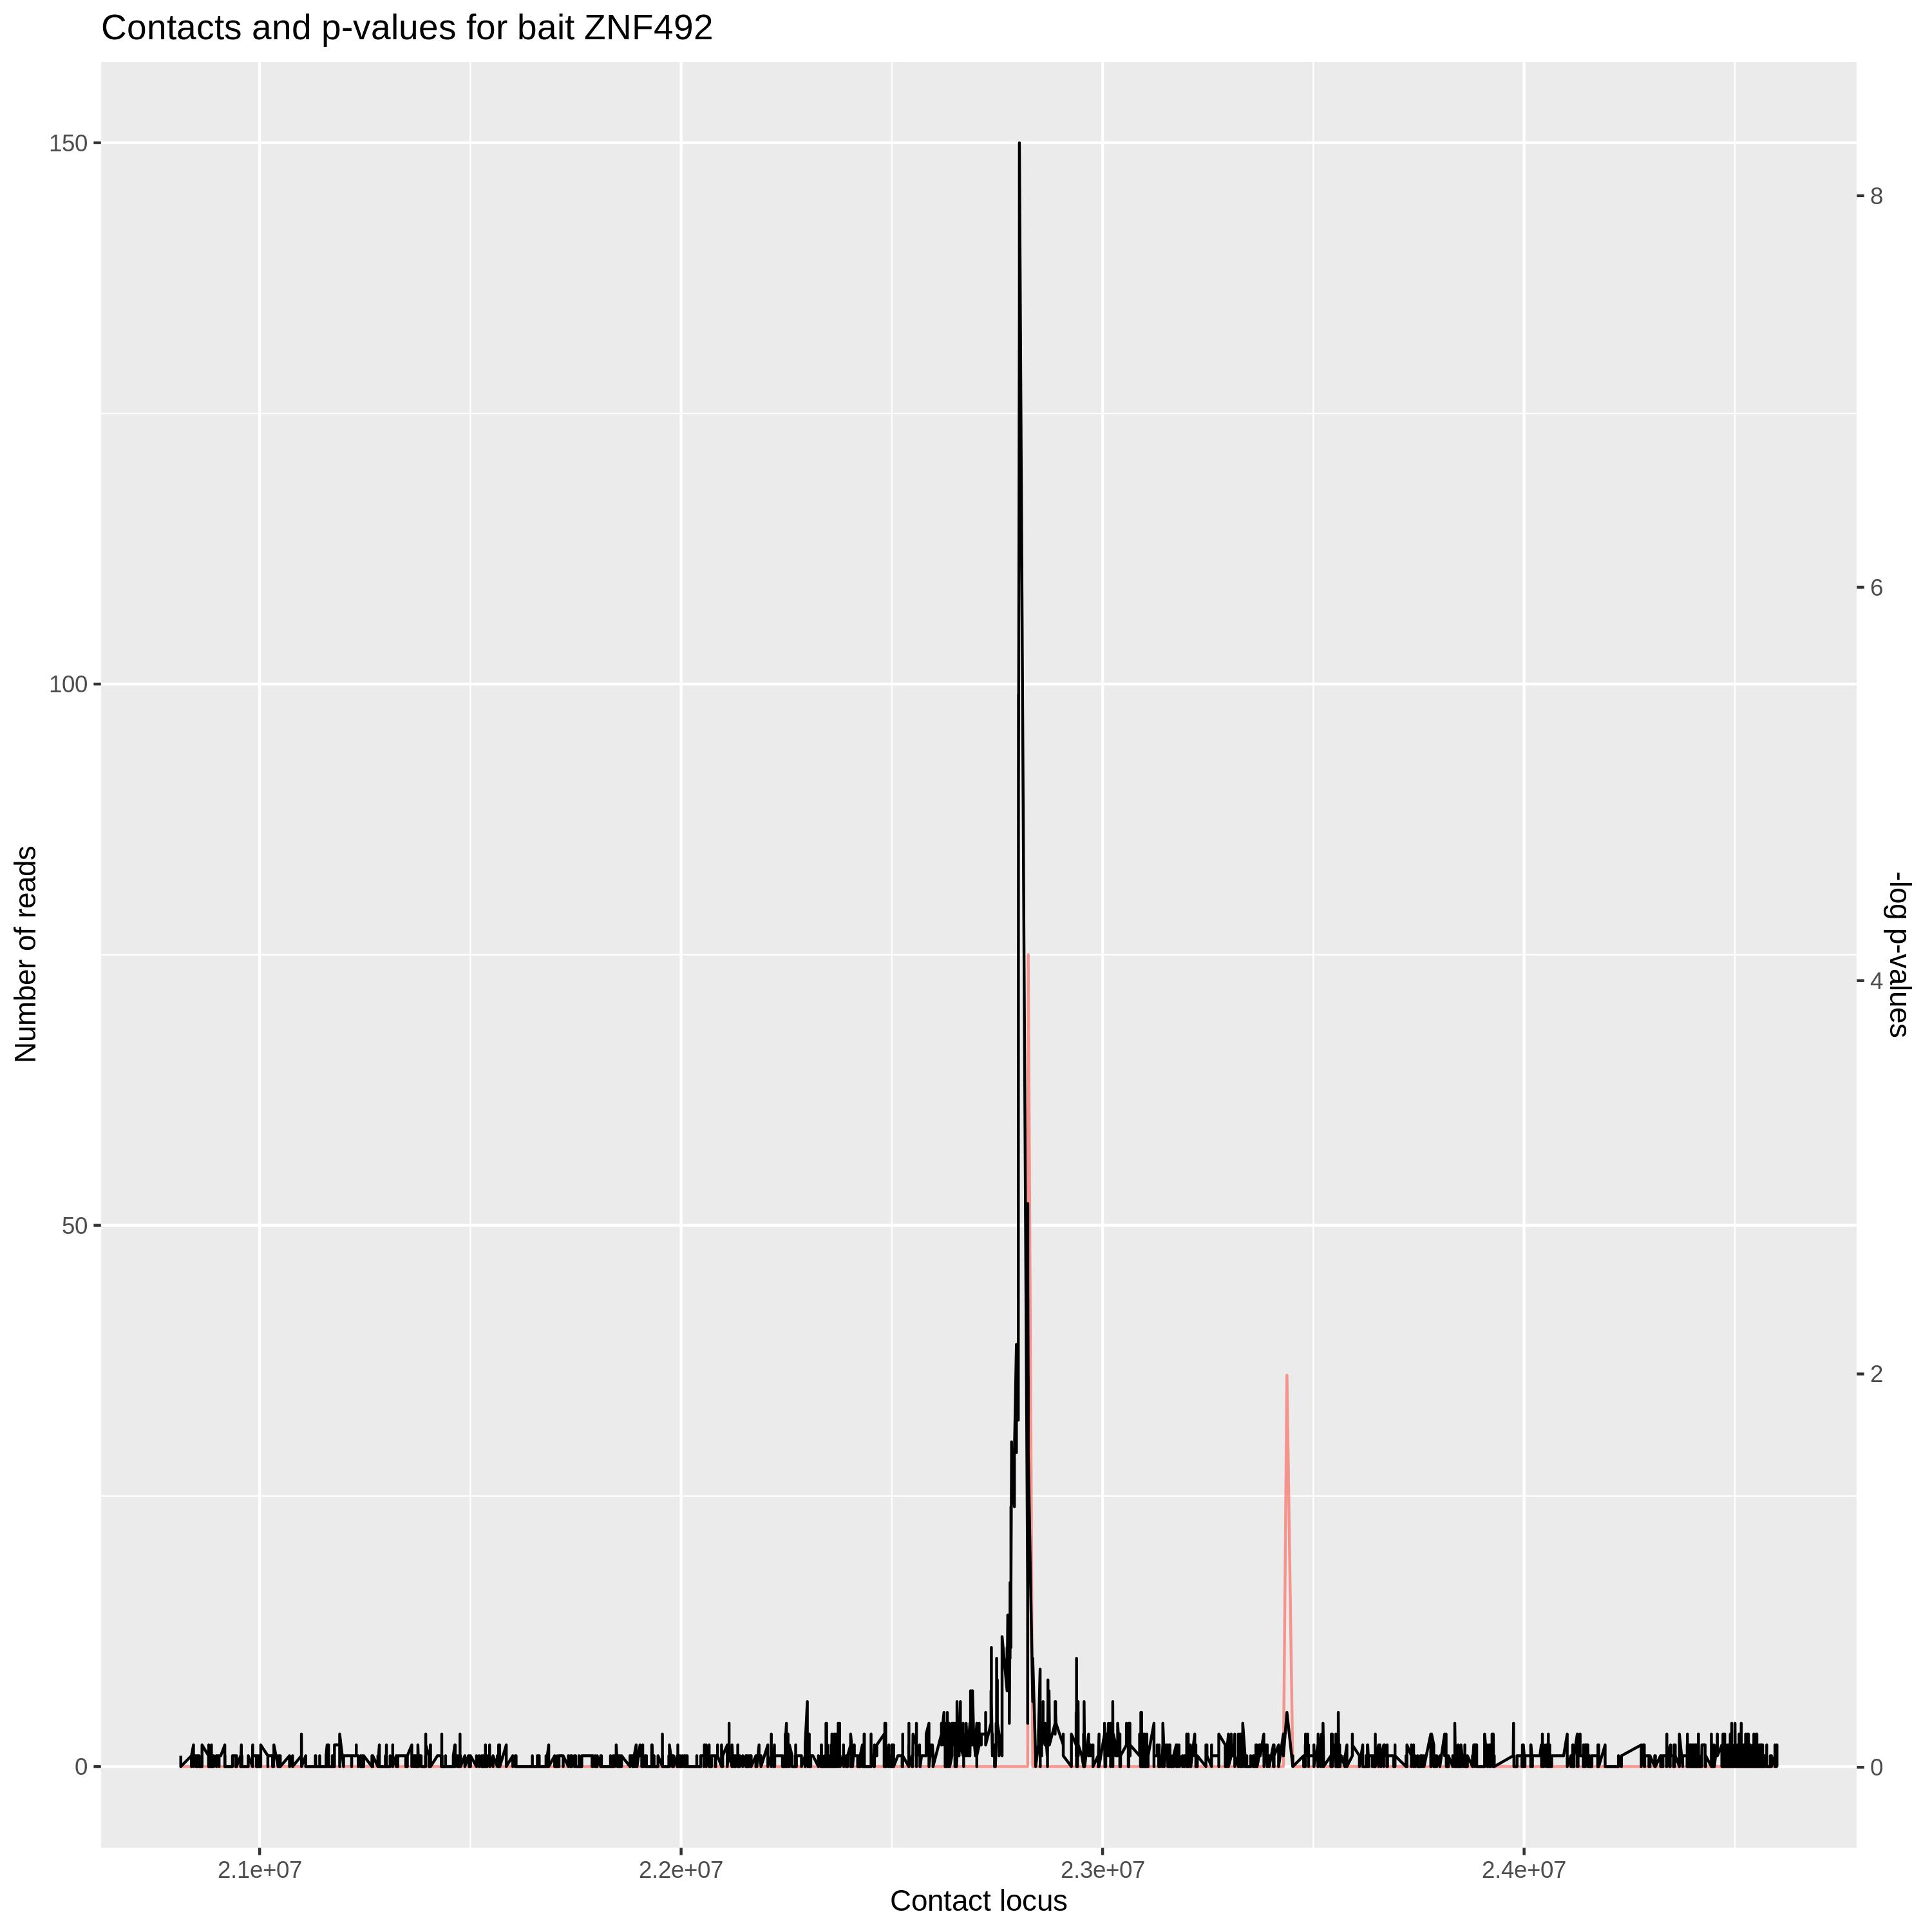 Contacts and p-values for bait ZNF492
150
100
50
0
Number of reads
8
6
4
2
0
-log p-values
2.1e+07
2.2e+07
2.3e+07
2.4e+07
Contact locus